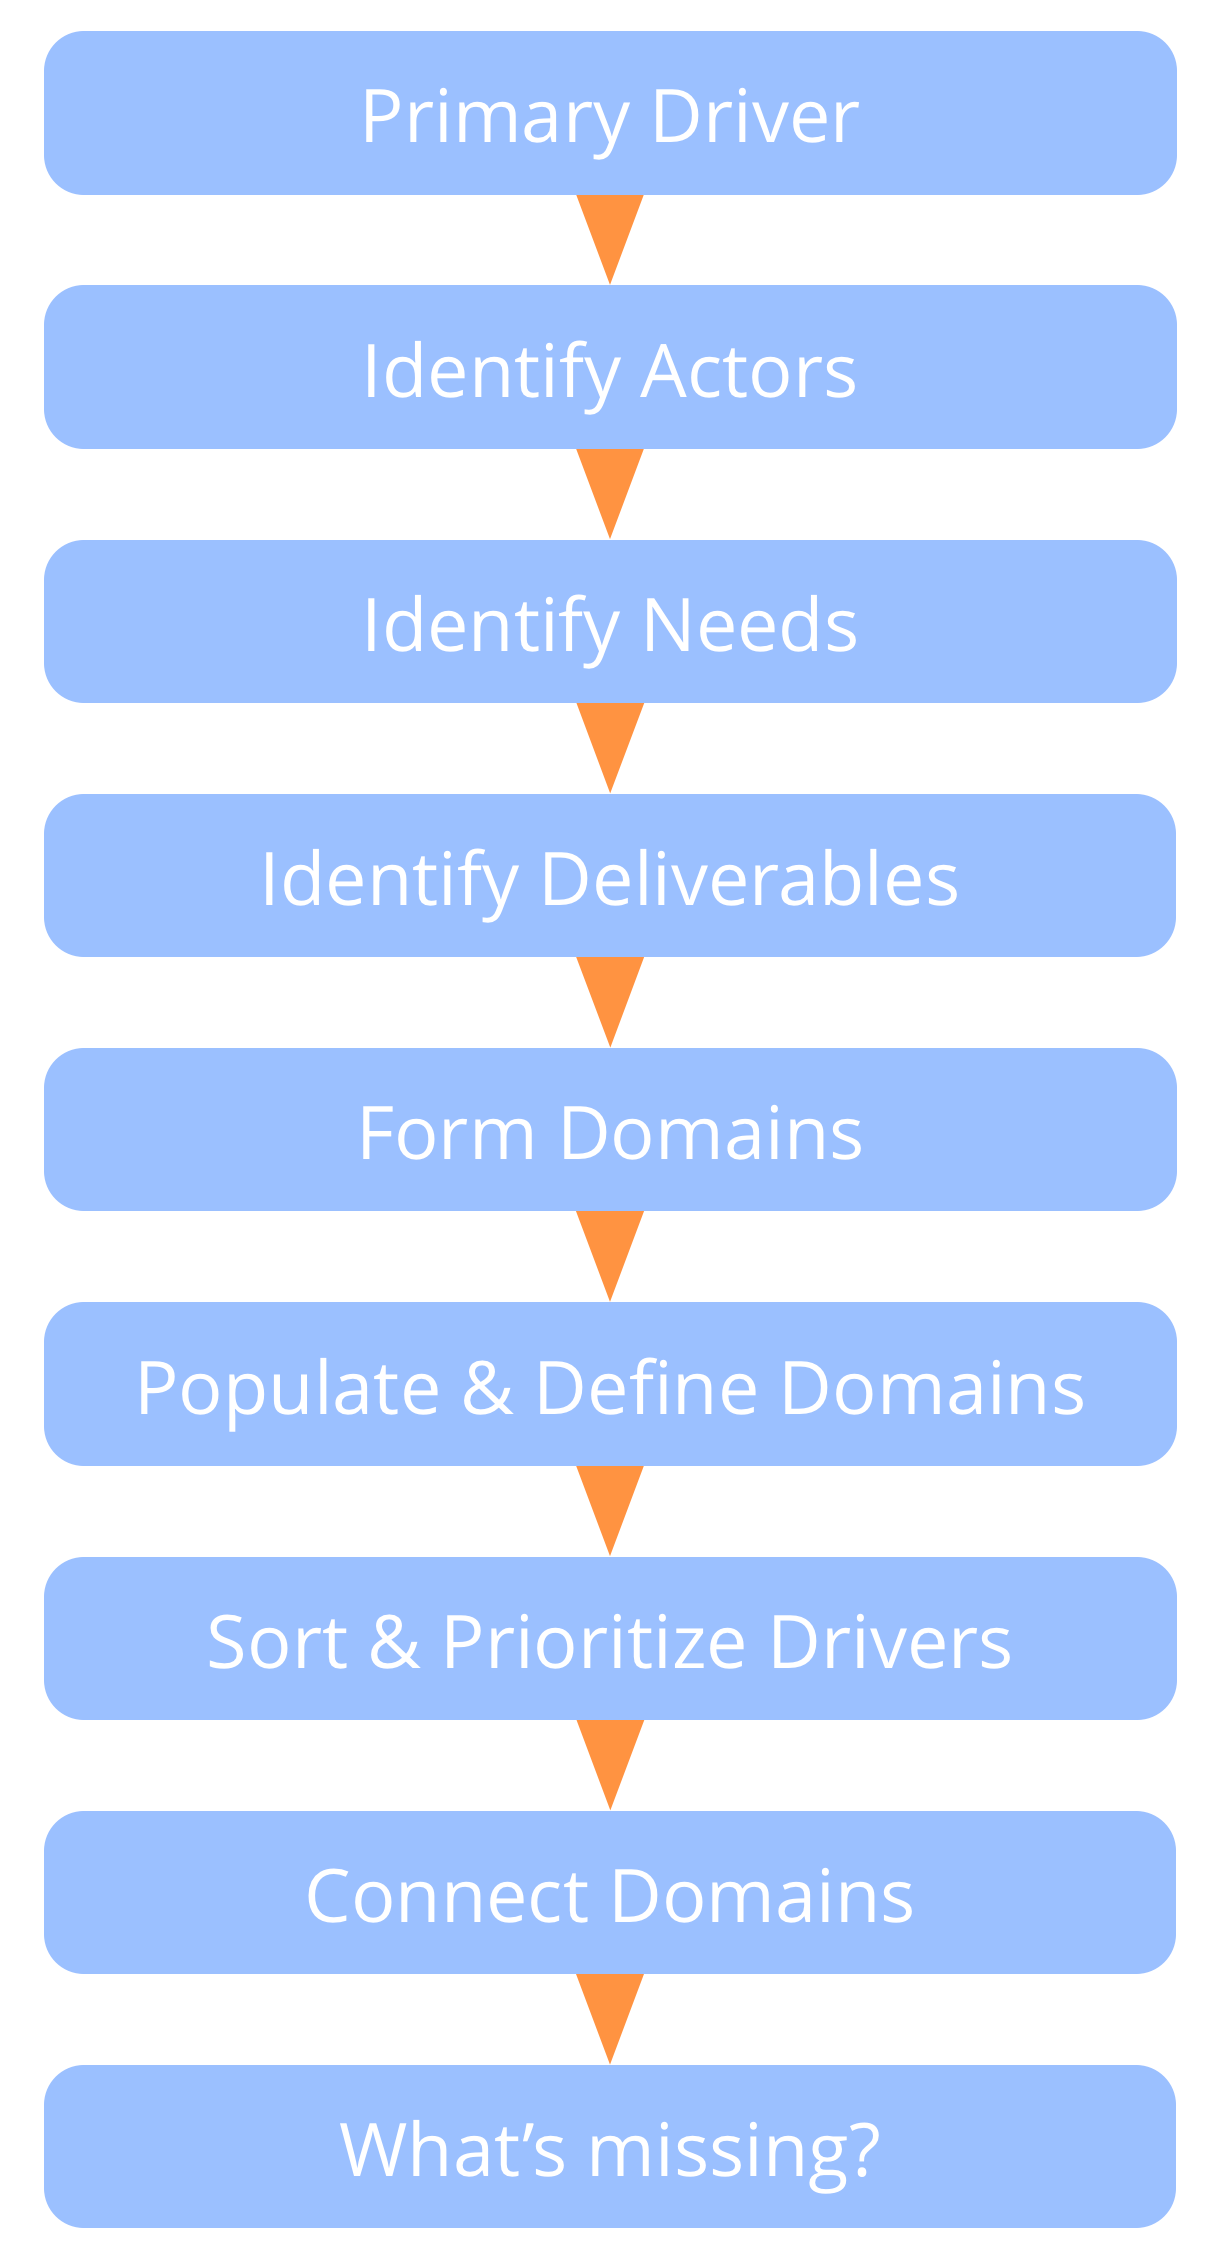 Primary Driver
Identify Actors
Identify Needs
Identify Deliverables
Form Domains
Populate & Define Domains
Sort & Prioritize Drivers
Connect Domains
What’s missing?